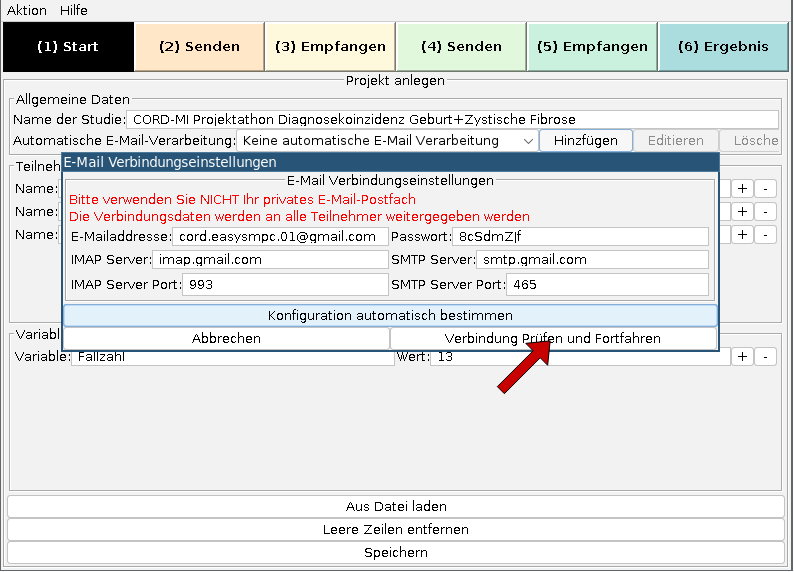 Aktion Hilfe
(1) Start (2) Senden (3) Empfangen (4) Senden (5) Empfangen (6) Ergebnis
Projekt anlegen
Allgemeine Daten
Name der Studie: CORD-MI Projektathon Diagnosekoinzidenz Geburt+Zystische Fibrose
Automatische E-Mail-Verarbeitung: Keine automatische E-Mail Verarbeitung Hinzufügen Editieren Lösche
E-Mail Verbindungseinstellungen
Teilneh
E-Mail Verbindungseinstellungen
Name: + -
Bitte verwenden Sie NICHT Ihr privates E-Mail-Postfach
Name: + -
Die Verbindungsdaten werden an alle Teilnehmer weitergegeben werden
Name: + -
E-Mailaddresse: cord.easysmpc.01@gmail.com Passwort: 8cSdmZ|f
IMAP Server: imap.gmail.com SMTP Server: smtp.gmail.com
IMAP Server Port: 993 SMTP Server Port: 465
Konfiguration automatisch bestimmen
Variabl
Abbrechen Verbindung Prüfen und Fortfahren
Variable: Fallzahl Wert: 13 + -
Aus Datei laden
Leere Zeilen entfernen
Speichern